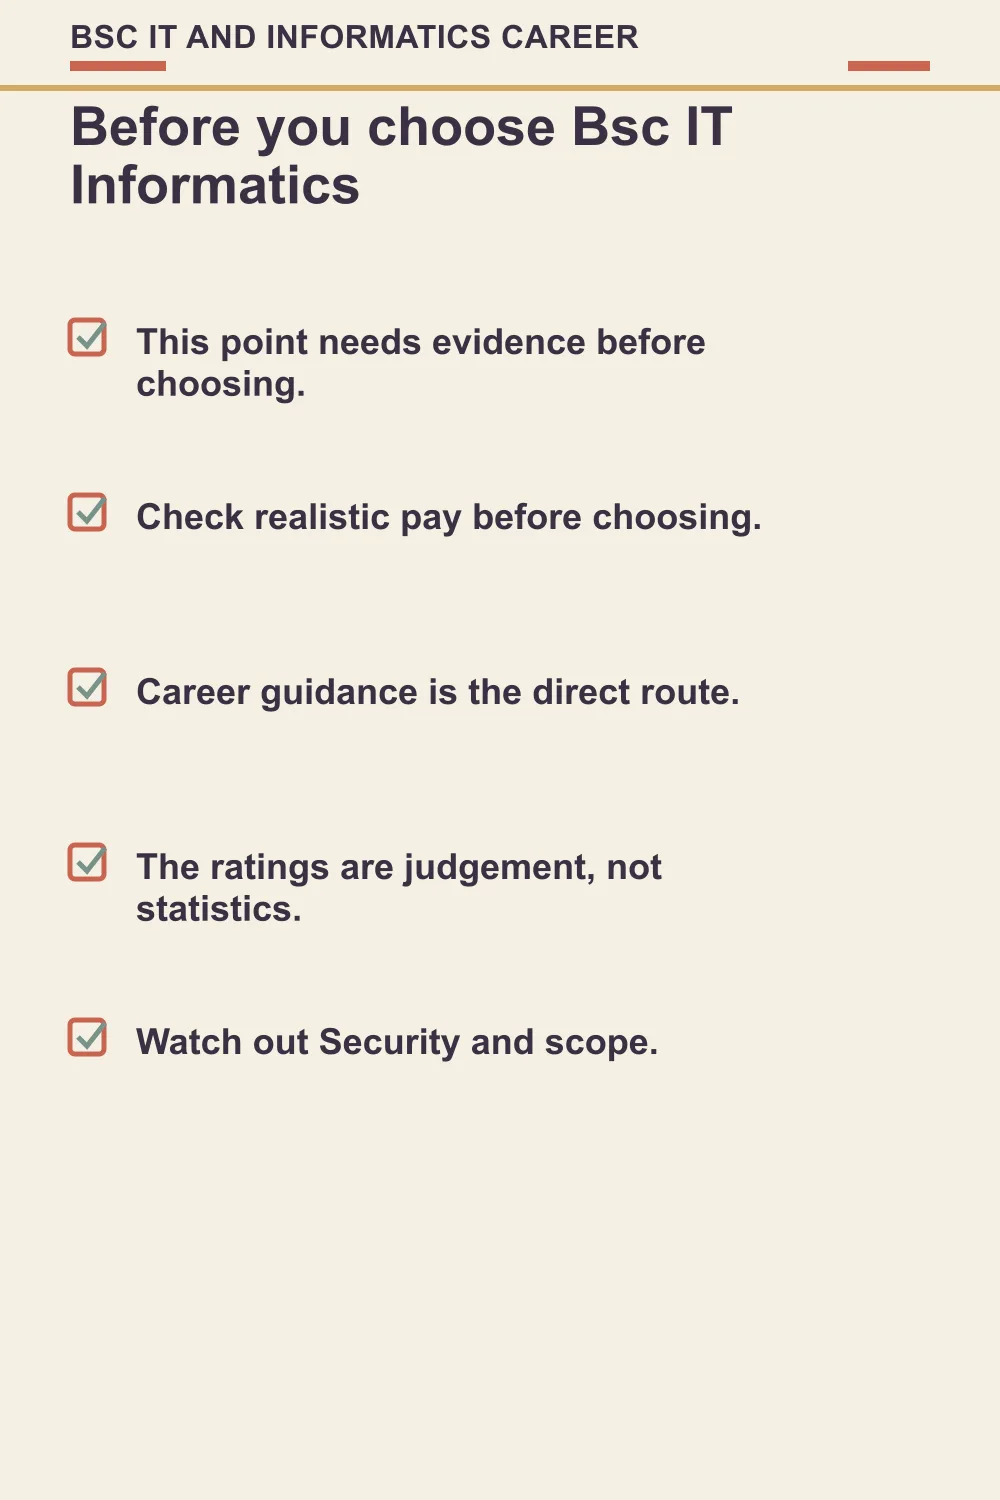 BSC IT AND INFORMATICS CAREER
Before you choose Bsc IT
Informatics
This point needs evidence before
choosing.
Check realistic pay before choosing.
Career guidance is the direct route.
The ratings are judgement, not
statistics.
Watch out Security and scope.